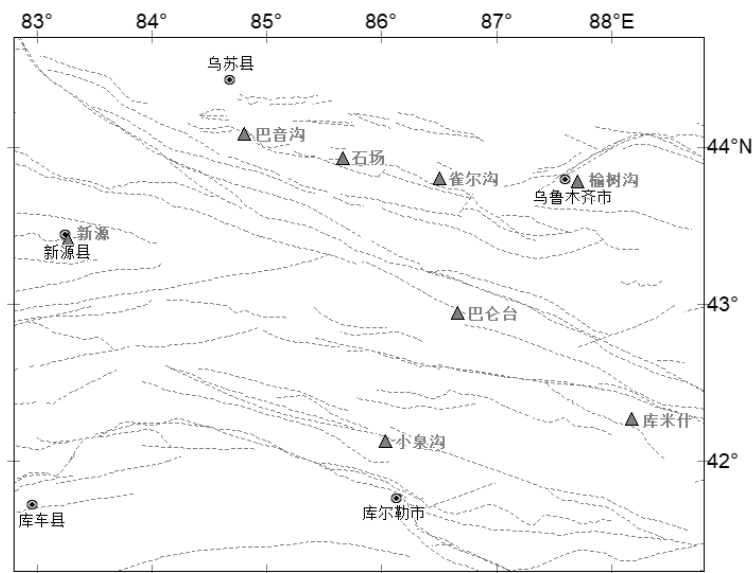 83° 84° 85° 86° 87° 88°E
乌苏县
巴音沟
44°N
石场
雀尔沟
榆树沟
乌鲁木齐市
新源
新源县
43°
巴仑台
库米什
小泉沟
42°
库尔勒市
库车县